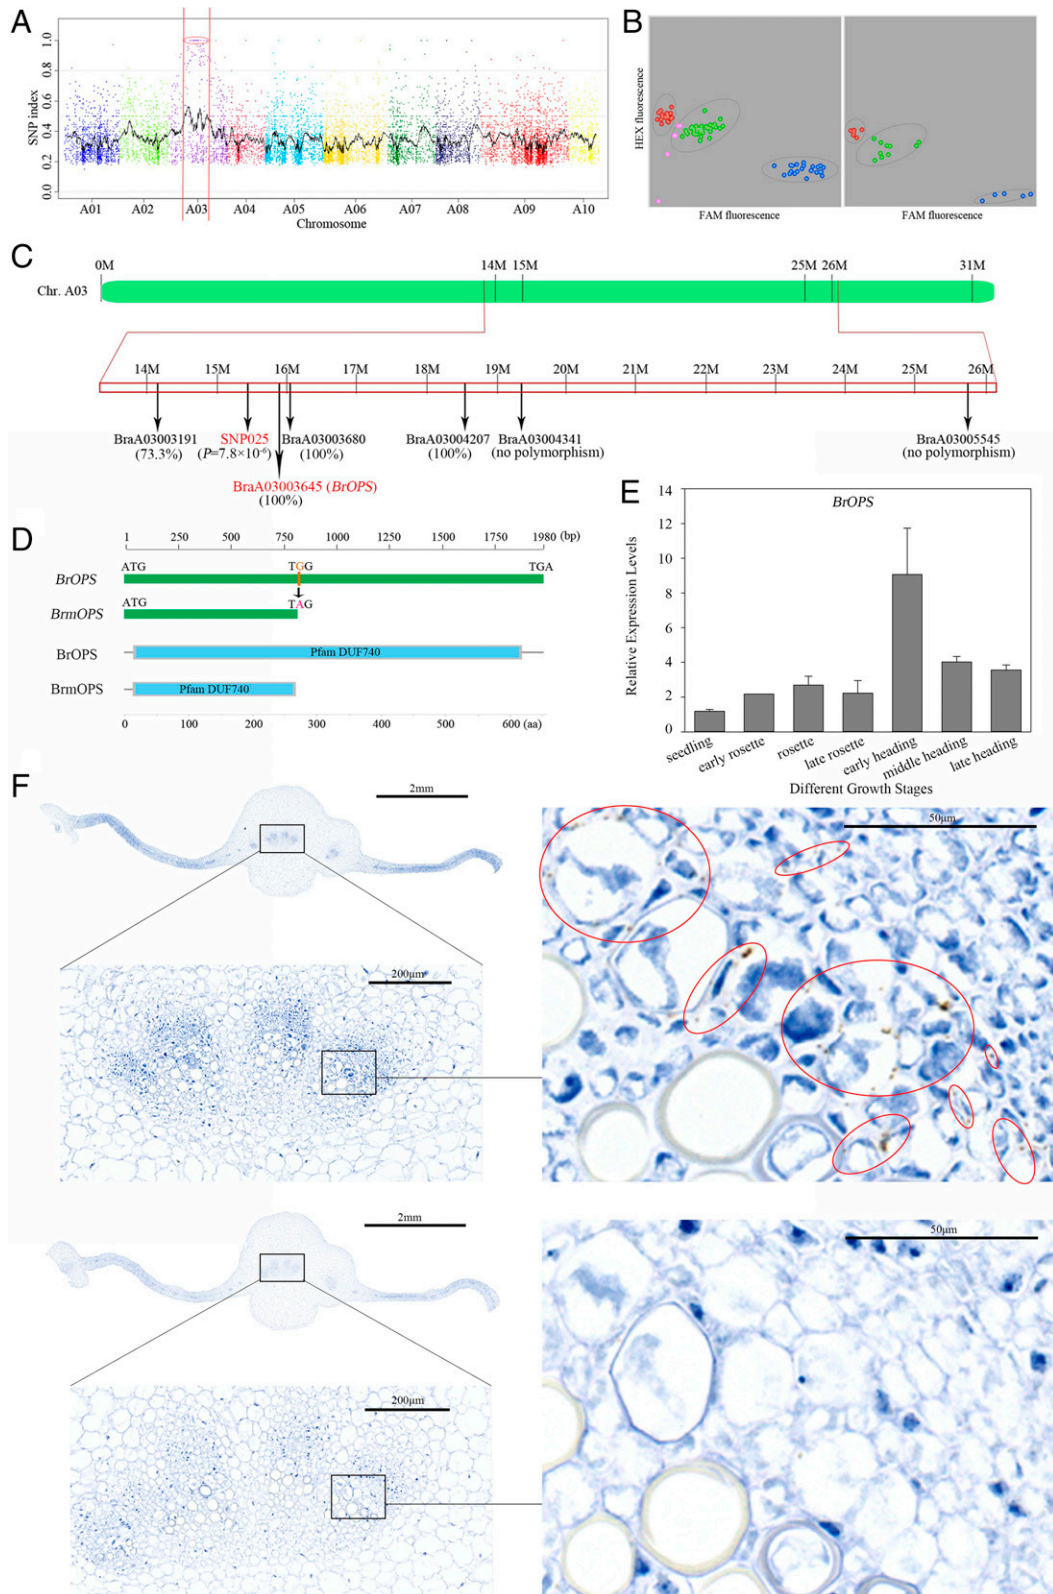 A
B
SNP index
1.0
0.8
0.6
0.4
0.2
0.0
A01
A02
A03
A04
A05
A06
A07
A08
A09
A10
Chromosome
HEX fluorescence
FAM fluorescence
FAM fluorescence
C
0M
14M
15M
25M
26M
31M
Chr. A03
14M
15M
16M
17M
18M
19M
20M
21M
22M
23M
24M
25M
26M
BraA03003191
(73.3%)
SNP025
(P=7.8×10-6)
BraA03003680
(100%)
BraA03004207
(100%)
BraA03004341
(no polymorphism)
BraA03005545
(no polymorphism)
BraA03003645 (BrOPS)
(100%)
D
1
250
500
750
1000
1250
1500
1750
1980 (bp)
ATG
TGG
TGA
BrOPS
ATG
TAG
BrmOPS
BrOPS
Pfam DUF740
BrmOPS
Pfam DUF740
0
100
200
300
400
500
600 (aa)
E
BrOPS
Relative Expression Levels
14
12
10
8
6
4
2
0
seedling
early rosette
rosette
late rosette
early heading
middle heading
late heading
Different Growth Stages
F
2mm
50μm
200μm
2mm
50μm
200μm